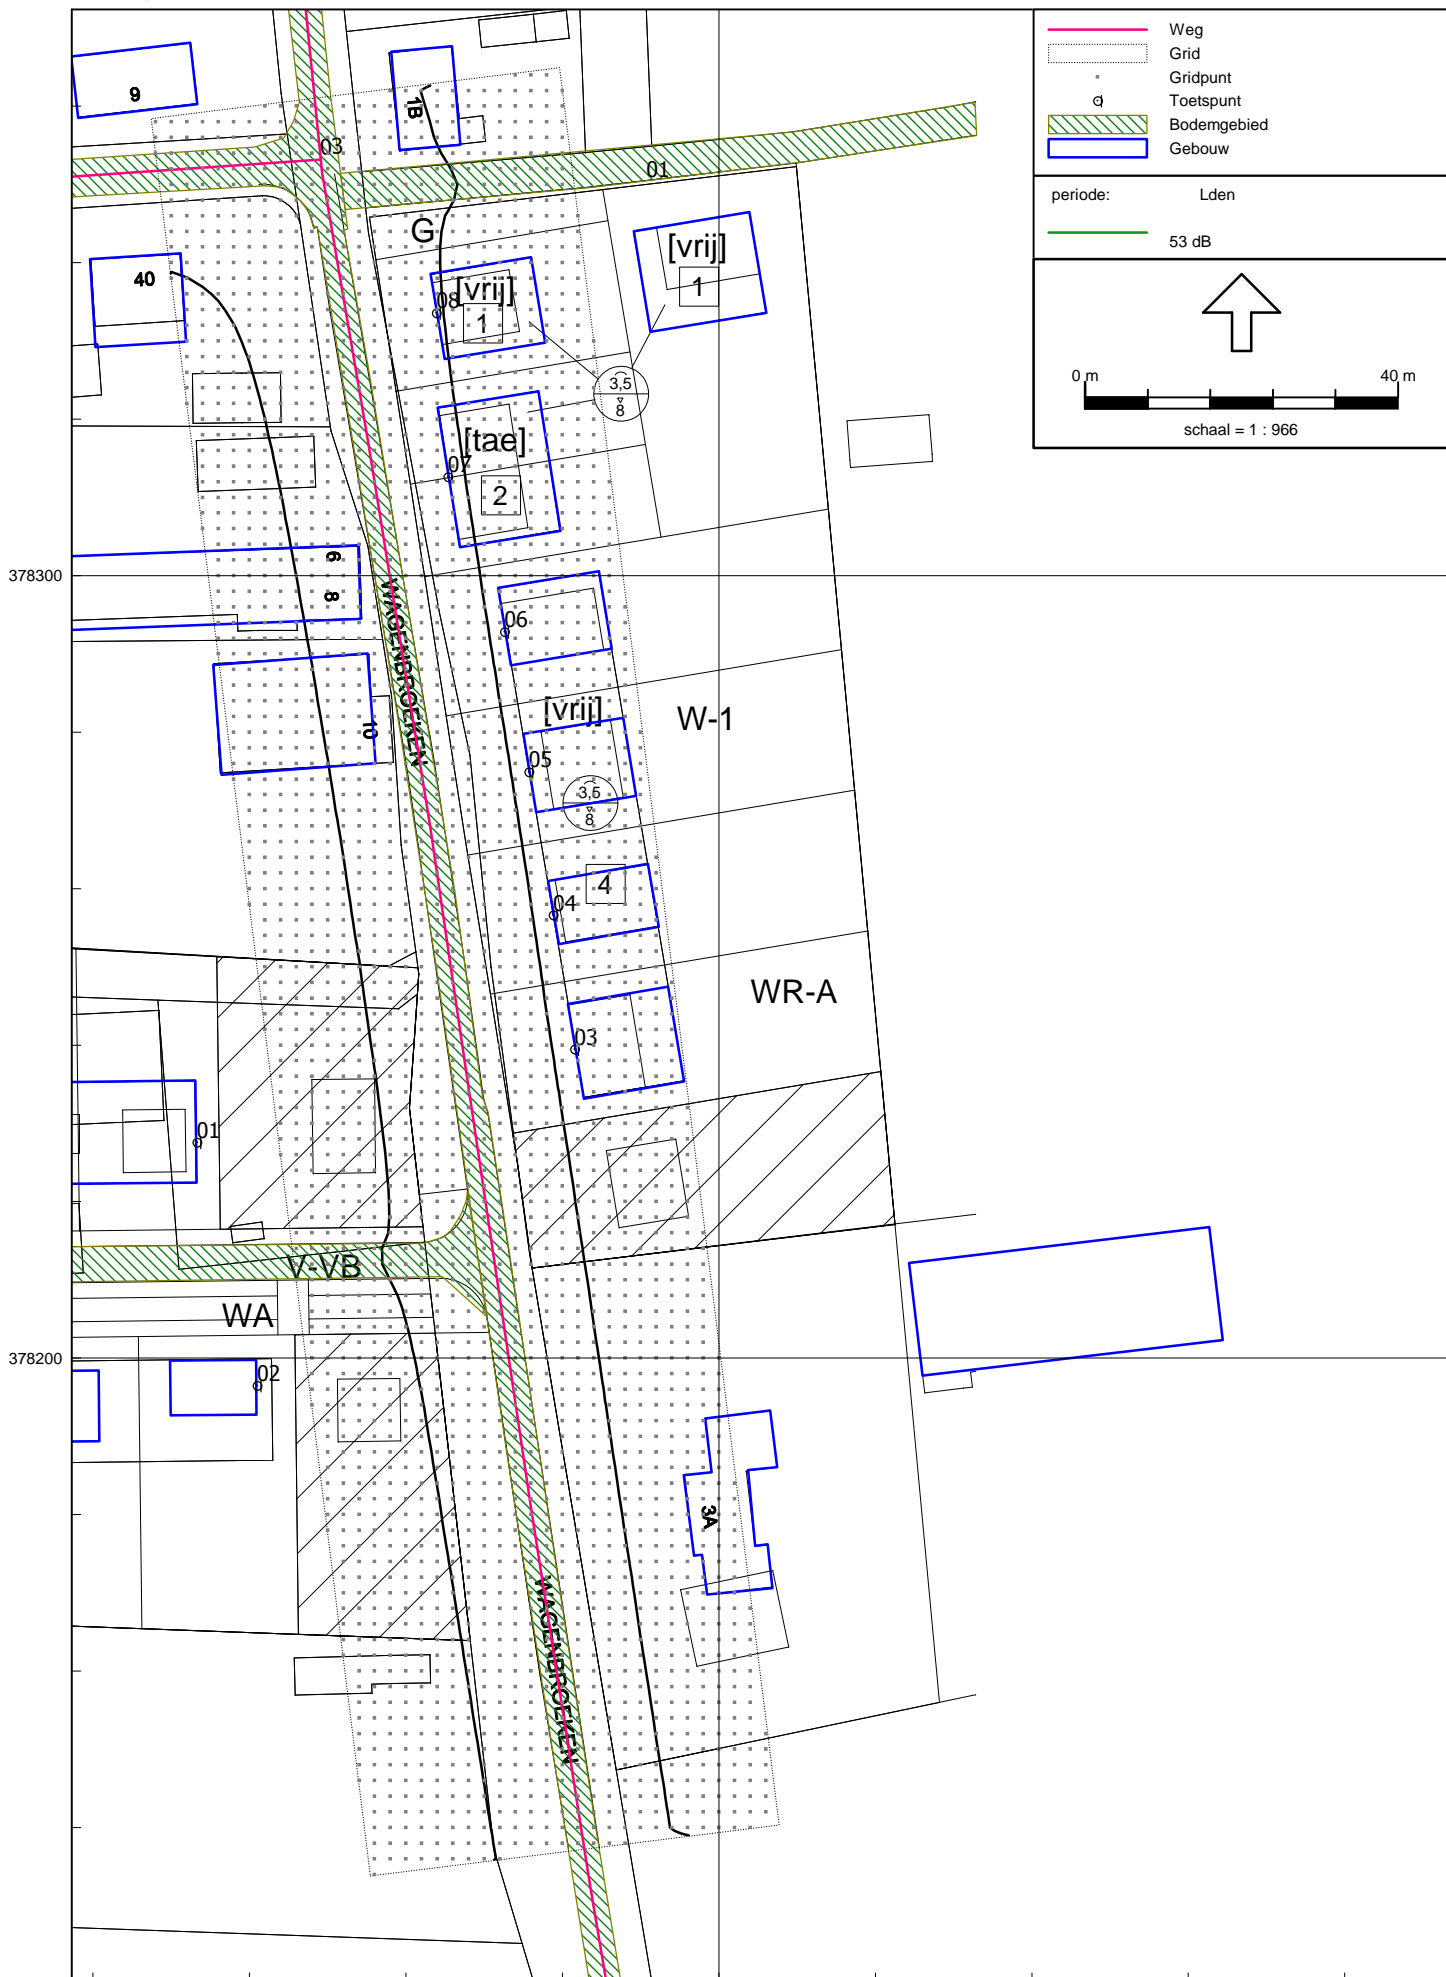 Weg
Grid
Gridpunt
Toetspunt
Bodemgebied
Gebouw
periode: Lden
53 dB
0 m 40 m
schaal = 1 : 966
9
1B
03
01
G
[vrij]
1
40
[vrij]
08
1
3,5
8
[tae]
07
2
378300
6
8
WAGENBROEKEN
06
[vrij]
W-1
10
05
3,5
8
4
04
WR-A
03
01
V-VB
WA
378200
02
3A
WAGENBROEKEN